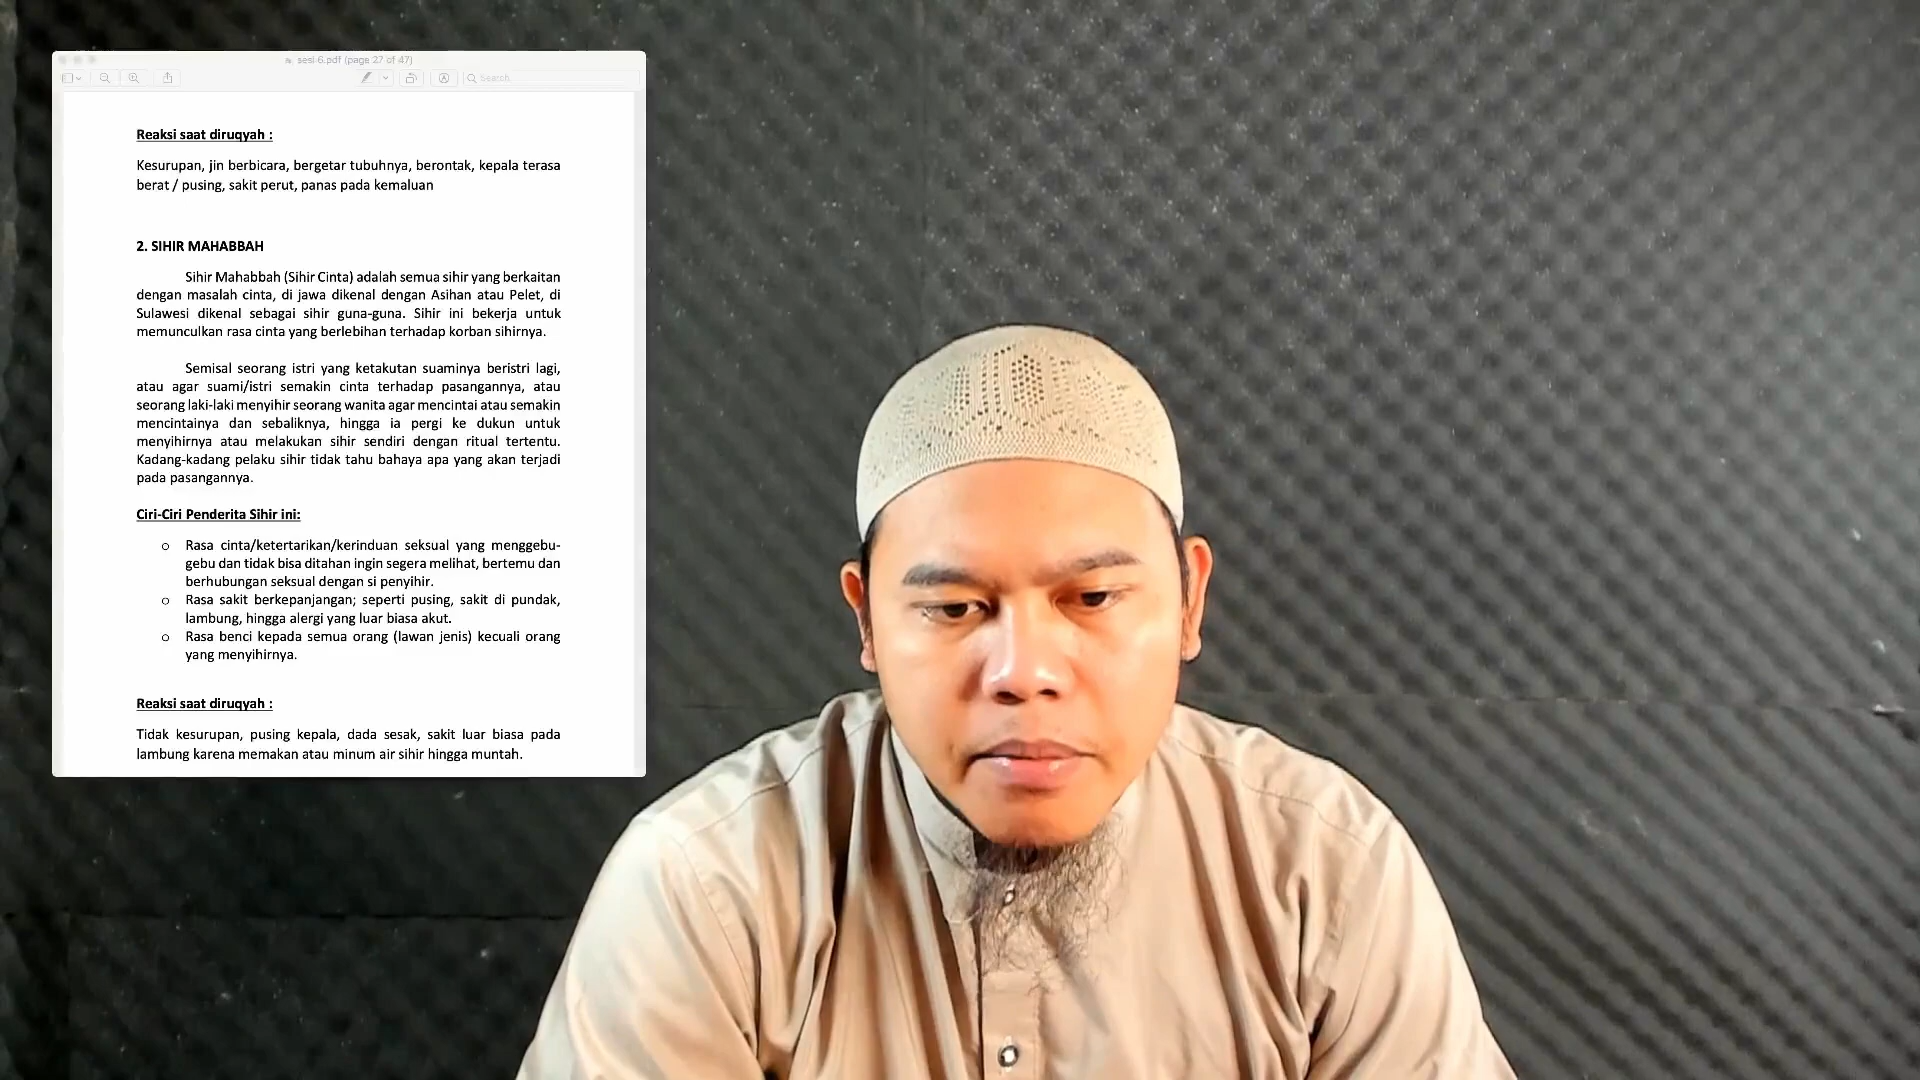 sesi-6.pdf (page 27 of 47)
Search
Reaksi saat diruqyah :
Kesurupan, jin berbicara, bergetar tubuhnya, berontak, kepala terasa
berat / pusing, sakit perut, panas pada kemaluan
2. SIHIR MAHABBAH
Sihir Mahabbah (Sihir Cinta) adalah semua sihir yang berkaitan
dengan masalah cinta, di jawa dikenal dengan Asihan atau Pelet, di
Sulawesi dikenal sebagai sihir guna-guna. Sihir ini bekerja untuk
memunculkan rasa cinta yang berlebihan terhadap korban sihirnya.
Semisal seorang istri yang ketakutan suaminya beristri lagi,
atau agar suami/istri semakin cinta terhadap pasangannya, atau
seorang laki-laki menyihir seorang wanita agar mencintai atau semakin
mencintainya dan sebaliknya, hingga ia pergi ke dukun untuk
menyihirnya atau melakukan sihir sendiri dengan ritual tertentu.
Kadang-kadang pelaku sihir tidak tahu bahaya apa yang akan terjadi
pada pasangannya.
Ciri-Ciri Penderita Sihir ini:
o Rasa cinta/ketertarikan/kerinduan seksual yang menggebu-
gebu dan tidak bisa ditahan ingin segera melihat, bertemu dan
berhubungan seksual dengan si penyihir.
o Rasa sakit berkepanjangan; seperti pusing, sakit di pundak,
lambung, hingga alergi yang luar biasa akut.
o Rasa benci kepada semua orang (lawan jenis) kecuali orang
yang menyihirnya.
Reaksi saat diruqyah :
Tidak kesurupan, pusing kepala, dada sesak, sakit luar biasa pada
lambung karena memakan atau minum air sihir hingga muntah.